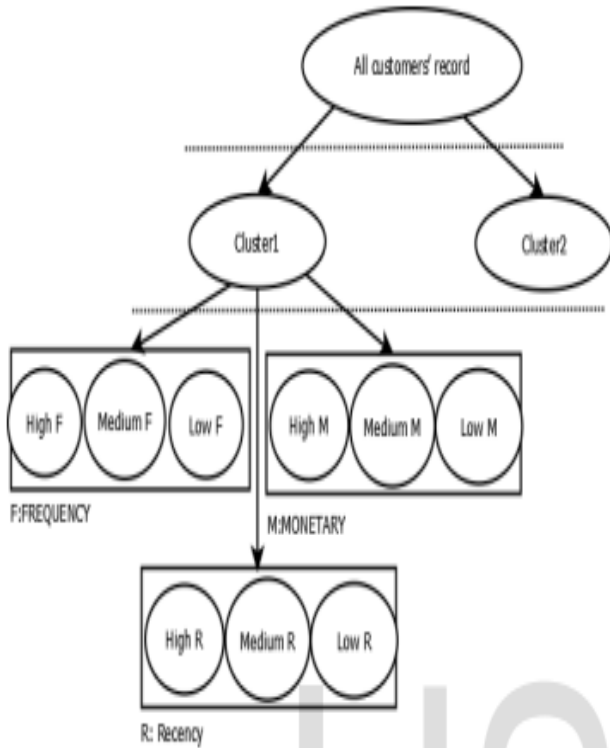 All customers' record
Cluster1
Cluster2
High F
Medium F
Low F
High M
Medium M
Low M
F:FREQUENCY
M:MONETARY
High R
Medium R
Low R
R: Recency